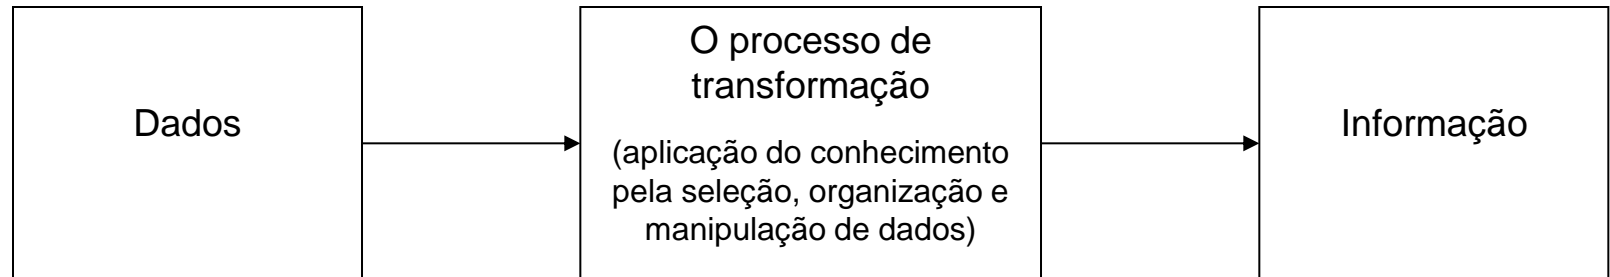 Dados
O processo de
transformação
(aplicação do conhecimento
pela seleção, organização e
manipulação de dados)
Informação